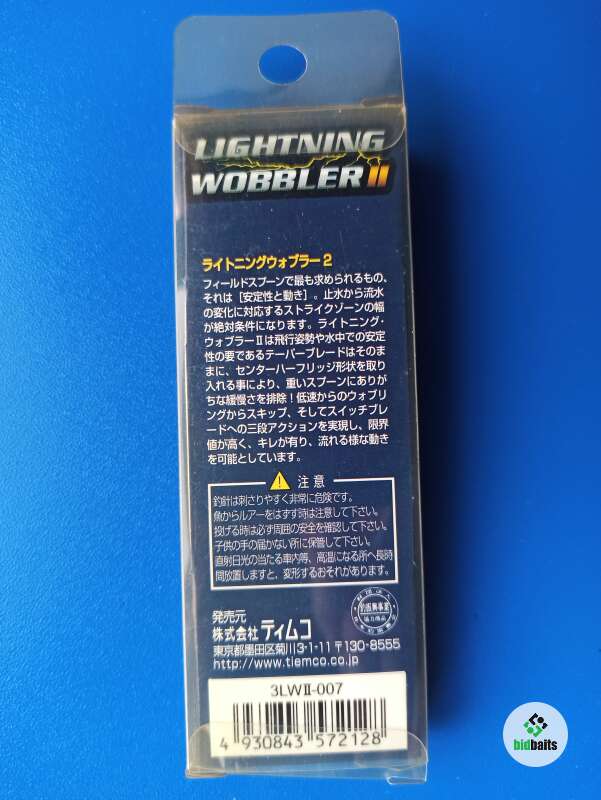 LIGHTNING
WOBBLER II
ライトニングウォブラー2
フィールドスプーンで最も求められるもの、
それは［安定性と動き］。止水から流水
の変化に対応するストライクゾーンの幅
が絶対条件になります。ライトニング・
ウォブラーⅡは飛行姿勢や水中での安定
性の要であるテーパーブレードはそのま
まに、センターハーフリッジ形状を取り
入れる事により、重いスプーンにありが
ちな緩慢さを排除！低速からのウォブリ
ングからスキップ、そしてスイッチブレ
ードへの三段アクションを実現し、限界
値が高く、キレが有り、流れる様な動き
を可能としています。
注意
釣針は刺さりやすく非常に危険です。
魚からルアーをはずす時は注意して下さい。
投げる時は必ず周囲の安全を確認して下さい。
子供の手の届かない所に保管して下さい。
直射日光の当たる車内等、高温になる所へ長時
間放置しますと、変形するおそれがあります。
発売元
株式会社 ティムコ
東京都墨田区菊川3-1-11 〒130-8555
http://www.tiemco.co.jp
3LWⅡ-007
4 930843 572128
bidbaits